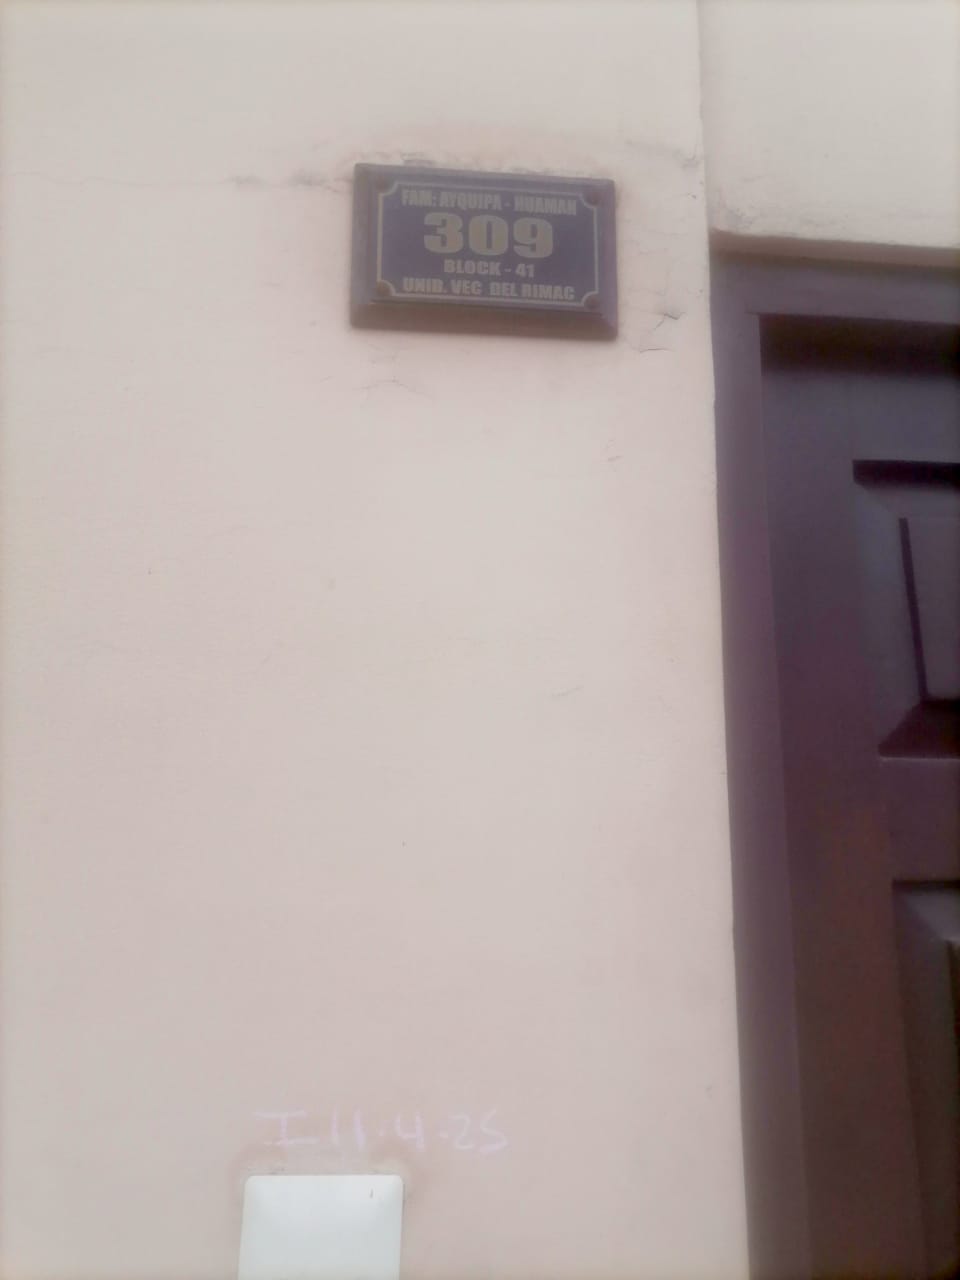 FAM: AYQUIPA - HUAMAN
309
BLOCK - 41
UNID. VEC DEL RIMAC
I 11.4.25